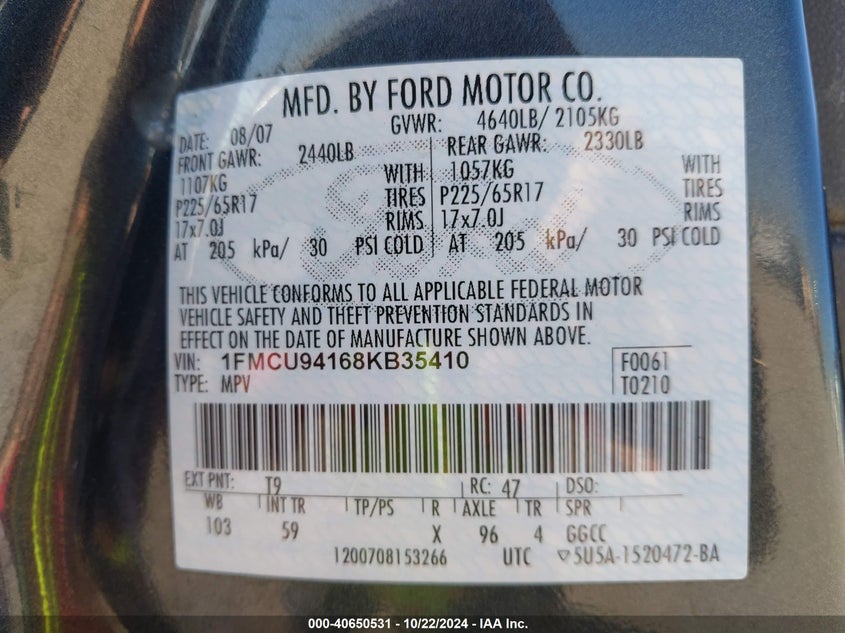 MFD. BY FORD MOTOR CO.
DATE: 08/07 GVWR: 4640LB/ 2105KG
FRONT GAWR: 2440LB REAR GAWR: 2330LB
1107KG WITH 1057KG WITH
P225/65R17 TIRES P225/65R17 TIRES
17x7.0J RIMS 17x7.0J RIMS
AT 205 kPa/ 30 PSI COLD AT 205 kPa/ 30 PSI COLD
THIS VEHICLE CONFORMS TO ALL APPLICABLE FEDERAL MOTOR
VEHICLE SAFETY AND THEFT PREVENTION STANDARDS IN
EFFECT ON THE DATE OF MANUFACTURE SHOWN ABOVE.
VIN: 1FMCU94168KB35410 F0061
TYPE: MPV T0210
EXT PNT: T9 RC: 47 DSO:
WB INT TR TP/PS R AXLE TR SPR
103 59 X 96 4 GGCC
1200708153266 UTC ▽5U5A-1520472-BA
000-40650531 - 10/22/2024 - IAA Inc.